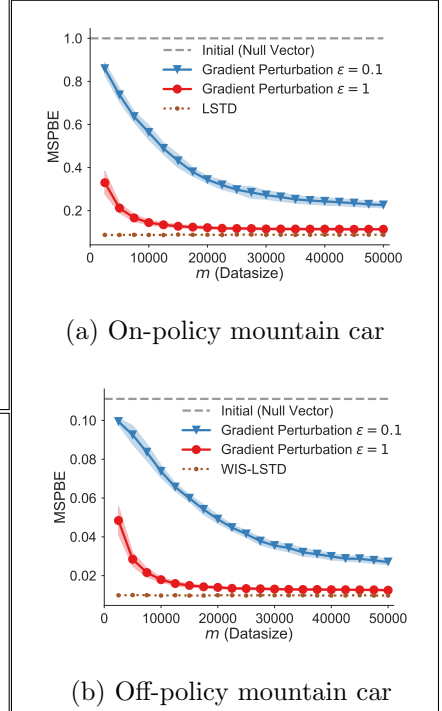 1.0
0.8
0.6
0.4
0.2
MSPBE
Initial (Null Vector)
Gradient Perturbation ε = 0.1
Gradient Perturbation ε = 1
LSTD
0 10000 20000 30000 40000 50000
m (Datasize)
(a) On-policy mountain car
0.10
0.08
0.06
0.04
0.02
MSPBE
Initial (Null Vector)
Gradient Perturbation ε = 0.1
Gradient Perturbation ε = 1
WIS-LSTD
0 10000 20000 30000 40000 50000
m (Datasize)
(b) Off-policy mountain car